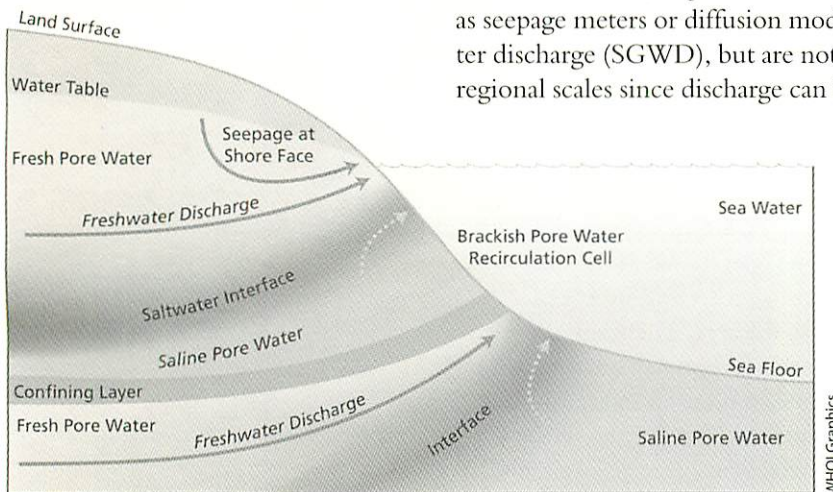 as seepage meters or diffusion mod
ter discharge (SGWD), but are not
regional scales since discharge can
Land Surface
Water Table
Seepage at
Shore Face
Fresh Pore Water
Freshwater Discharge
Sea Water
Brackish Pore Water
Recirculation Cell
Saltwater Interface
Saline Pore Water
Sea Floor
Confining Layer
Fresh Pore Water
Freshwater Discharge
Interface
Saline Pore Water
WHOI Graphics